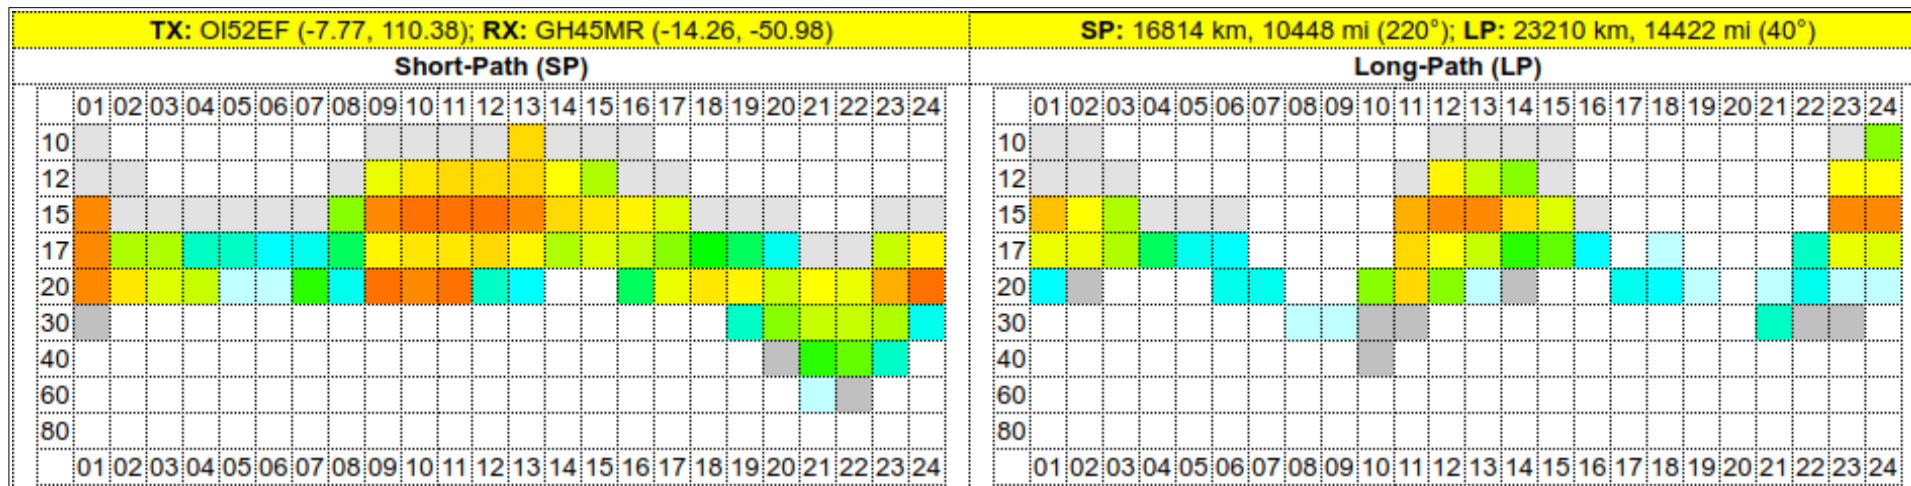 TX: OI52EF (-7.77, 110.38); RX: GH45MR (-14.26, -50.98) SP: 16814 km, 10448 mi (220°); LP: 23210 km, 14422 mi (40°)
Short-Path (SP) Long-Path (LP)
01 02 03 04 05 06 07 08 09 10 11 12 13 14 15 16 17 18 19 20 21 22 23 24 01 02 03 04 05 06 07 08 09 10 11 12 13 14 15 16 17 18 19 20 21 22 23 24
10 10
12 12
15 15
17 17
20 20
30 30
40 40
60 60
80 80
01 02 03 04 05 06 07 08 09 10 11 12 13 14 15 16 17 18 19 20 21 22 23 24 01 02 03 04 05 06 07 08 09 10 11 12 13 14 15 16 17 18 19 20 21 22 23 24